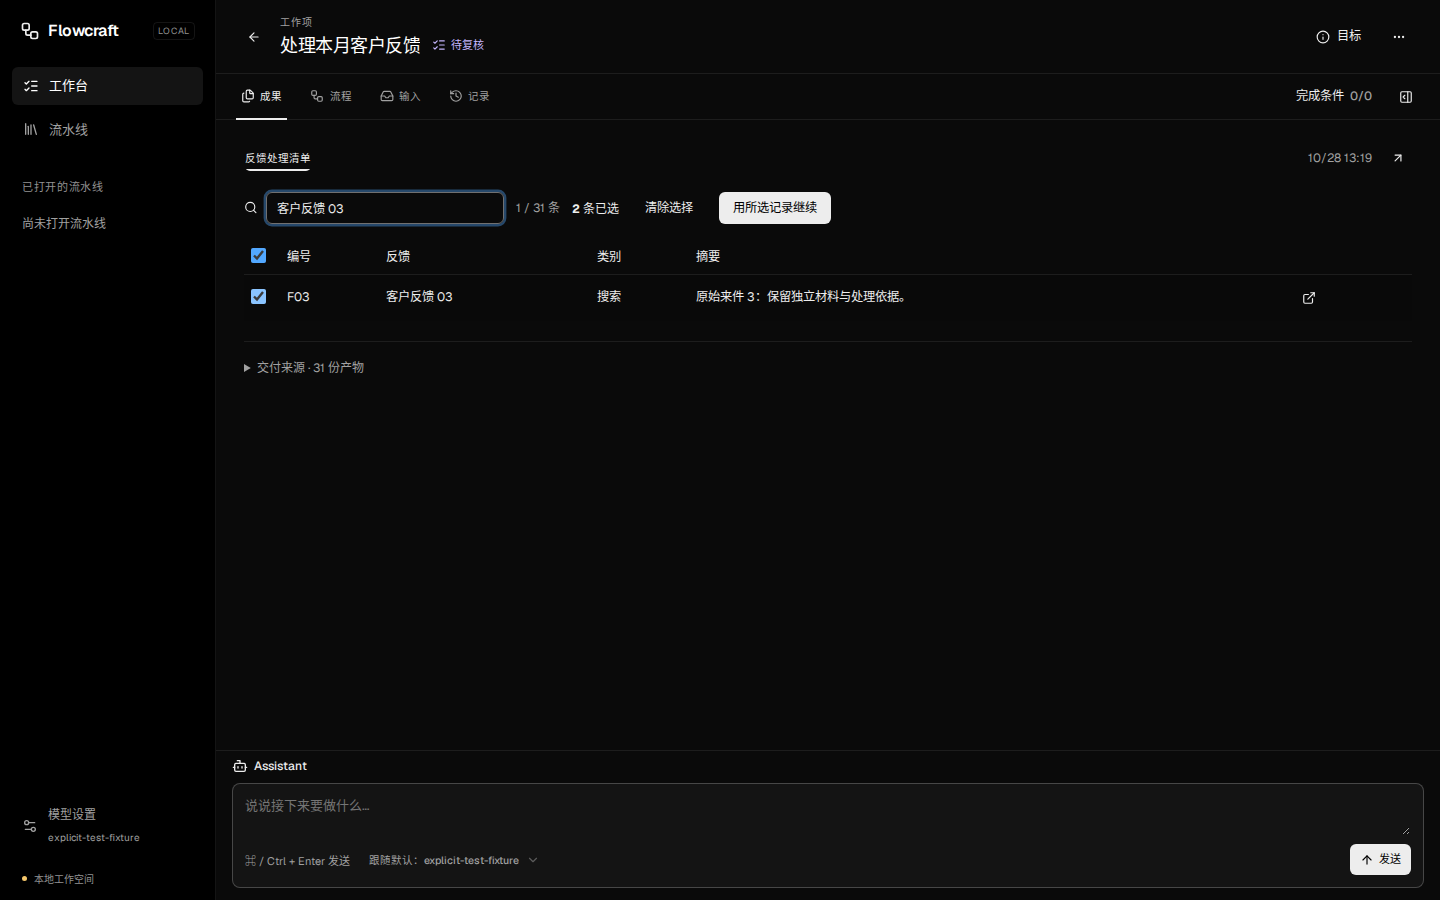 Flowcraft
LOCAL
工作台
流水线
已打开的流水线
尚未打开流水线
模型设置
explicit-test-fixture
本地工作空间
工作项
处理本月客户反馈
待复核
目标
成果
流程
输入
记录
完成条件 0/0
反馈处理清单
10/28 13:19
客户反馈 03
1 / 31 条
2 条已选
清除选择
用所选记录继续
编号 反馈 类别 摘要
F03 客户反馈 03 搜索 原始来件 3：保留独立材料与处理依据。
交付来源 · 31 份产物
Assistant
说说接下来要做什么...
⌘ / Ctrl + Enter 发送
跟随默认：explicit-test-fixture
发送